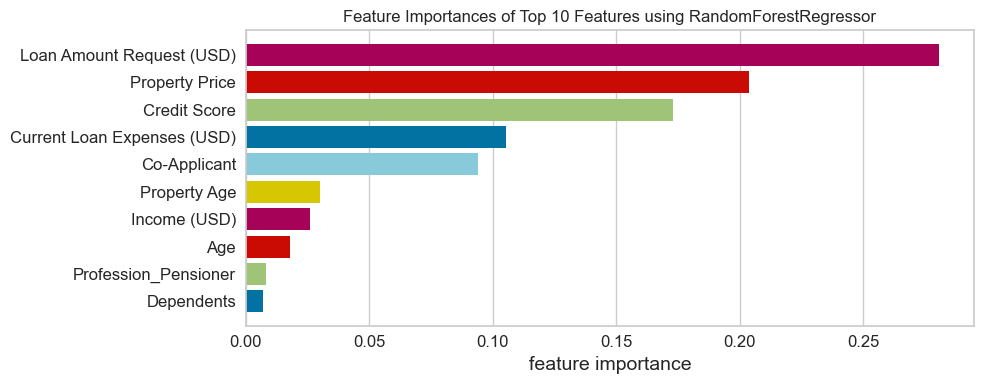 Feature Importances of Top 10 Features using RandomForestRegressor
Loan Amount Request (USD)
Property Price
Credit Score
Current Loan Expenses (USD)
Co-Applicant
Property Age
Income (USD)
Age
Profession_Pensioner
Dependents
0.00 0.05 0.10 0.15 0.20 0.25
feature importance